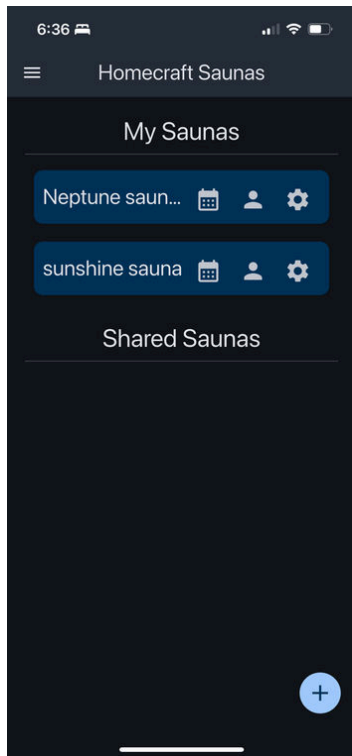 6:36
Homecraft Saunas
My Saunas
Neptune saun...
sunshine sauna
Shared Saunas